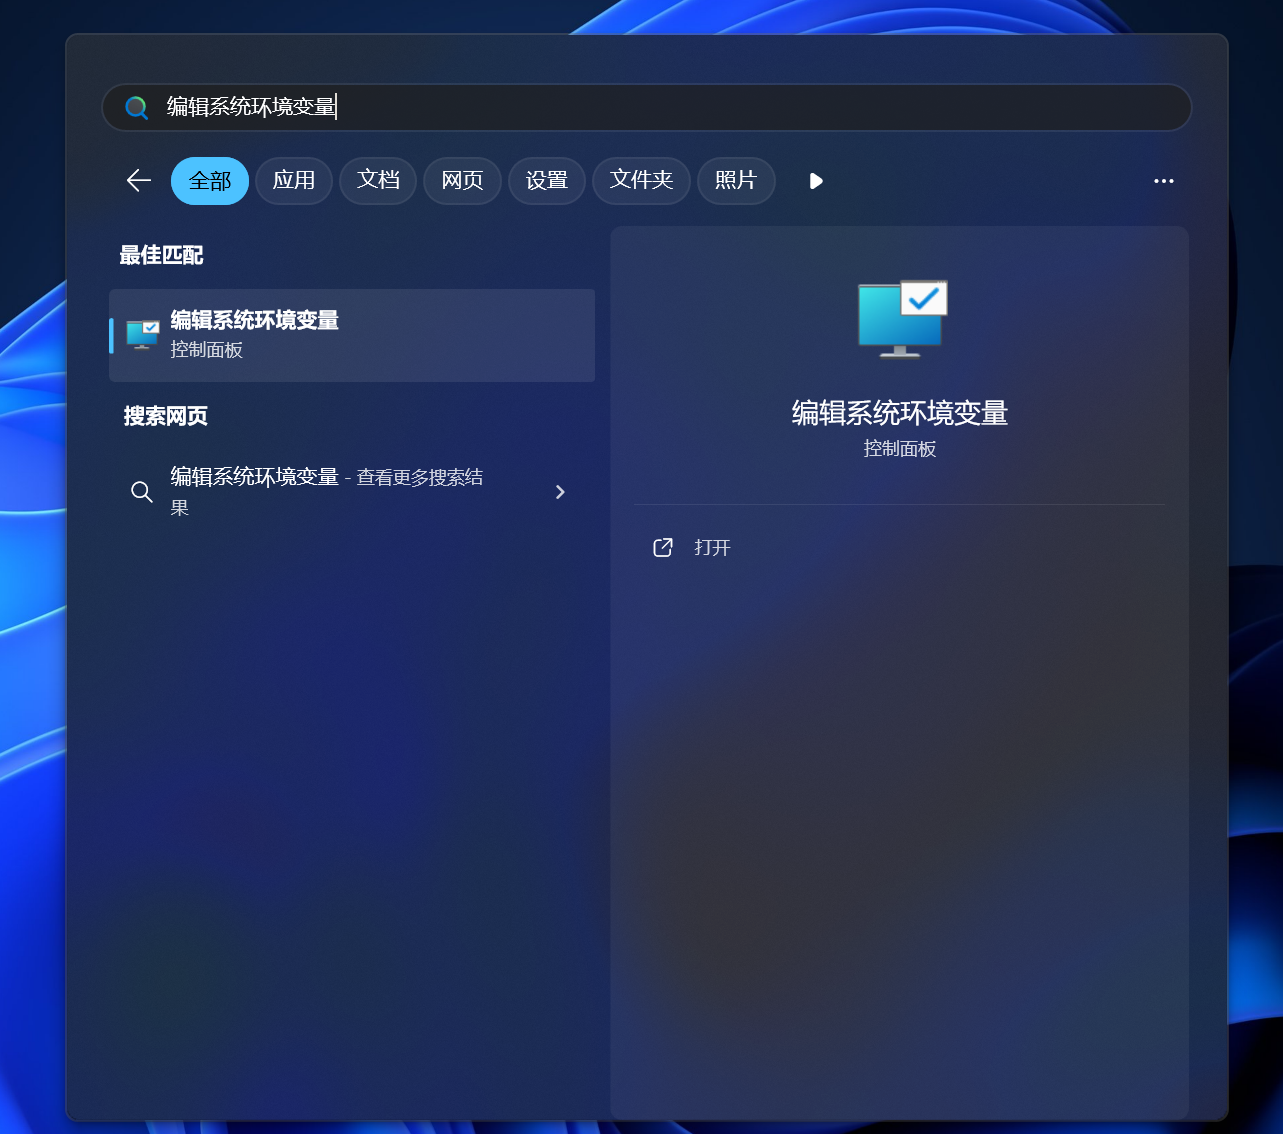 编辑系统环境变量
全部
应用
文档
网页
设置
文件夹
照片
最佳匹配
编辑系统环境变量
控制面板
搜索网页
编辑系统环境变量 - 查看更多搜索结
果
编辑系统环境变量
控制面板
打开